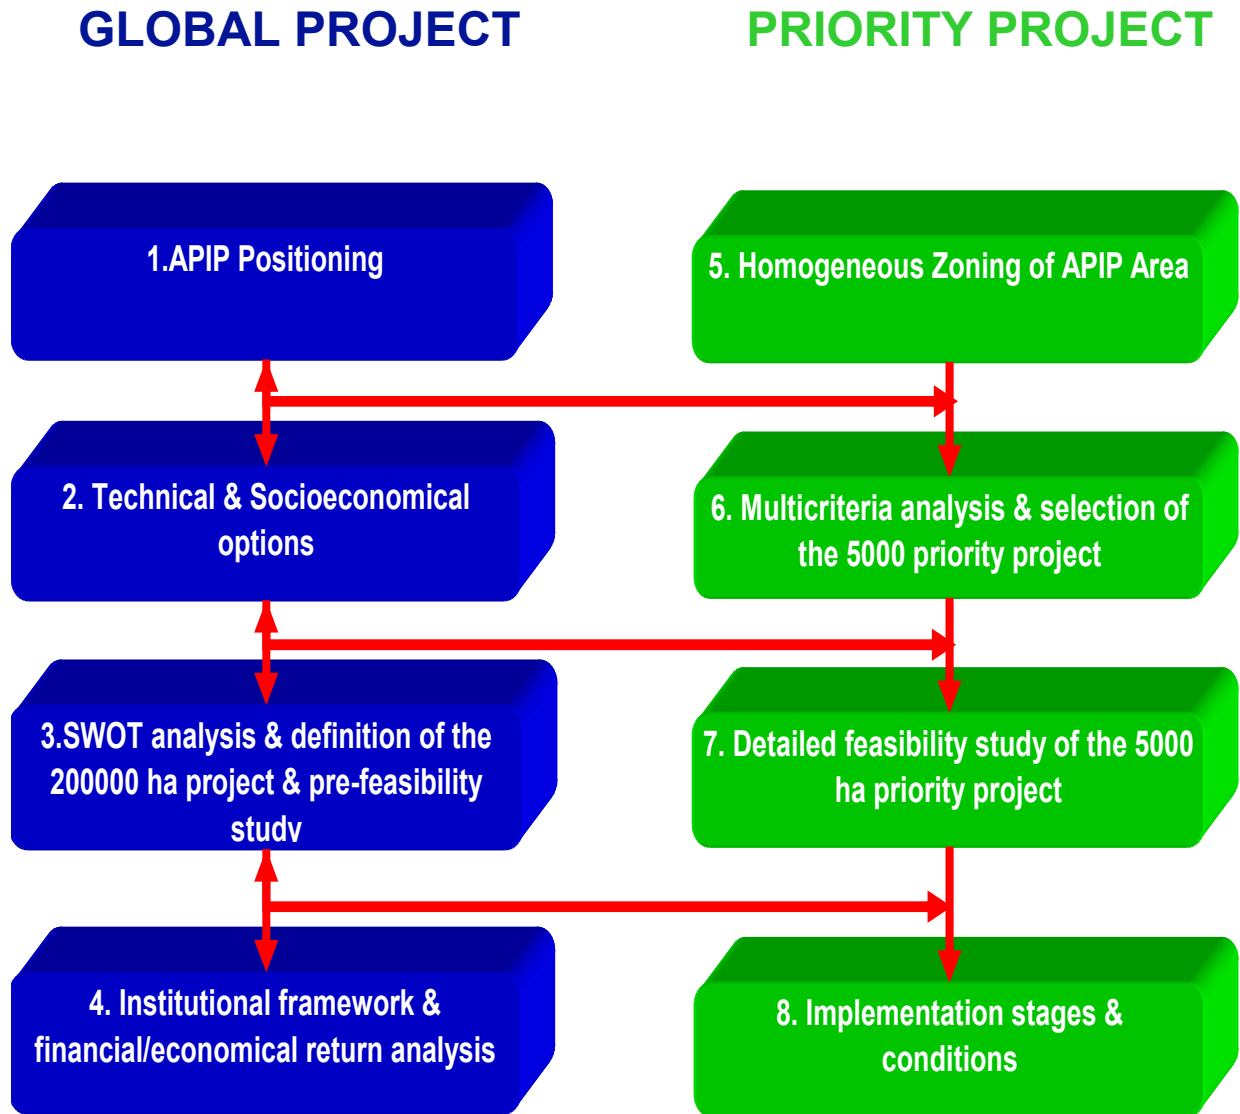 GLOBAL PROJECT
PRIORITY PROJECT
1.APIP Positioning
2. Technical & Socioeconomical
options
3.SWOT analysis & definition of the
200000 ha project & pre-feasibility
study
4. Institutional framework &
financial/economical return analysis
5. Homogeneous Zoning of APIP Area
6. Multicriteria analysis & selection of
the 5000 priority project
7. Detailed feasibility study of the 5000
ha priority project
8. Implementation stages &
conditions